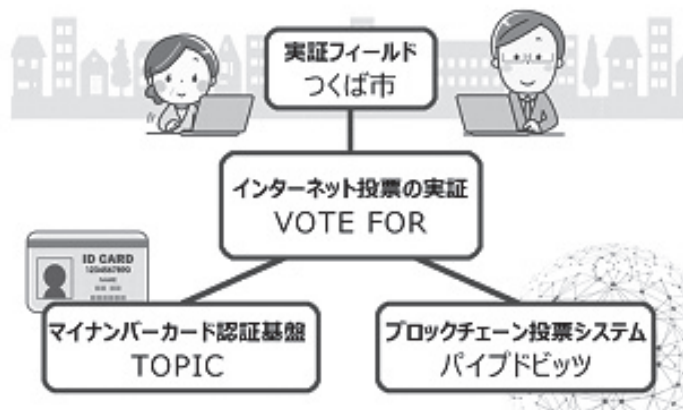 実証フィールド
つくば市
インターネット投票の実証
VOTE FOR
ID CARD
1234567890
NAME
マイナンバーカード認証基盤
TOPIC
ブロックチェーン投票システム
パイプドビッツ